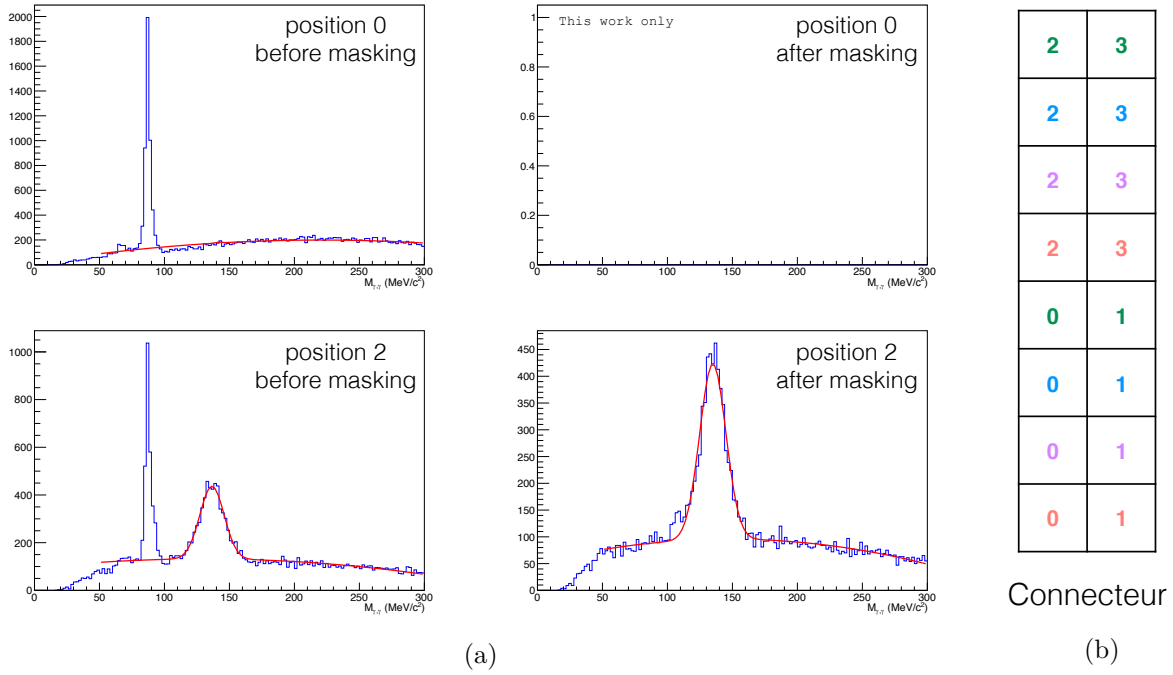 position 0
before masking
2000
1800
1600
1400
1200
1000
800
600
400
200
0
0 50 100 150 200 250 300
Mγ,γ (MeV/c²)
This work only
position 0
after masking
1
0.8
0.6
0.4
0.2
0
0 50 100 150 200 250 300
Mγ,γ (MeV/c²)
position 2
before masking
1000
800
600
400
200
0
0 50 100 150 200 250 300
Mγ,γ (MeV/c²)
position 2
after masking
450
400
350
300
250
200
150
100
50
0
0 50 100 150 200 250 300
Mγ,γ (MeV/c²)
(a)
2 3
2 3
2 3
2 3
0 1
0 1
0 1
0 1
Connecteur
(b)